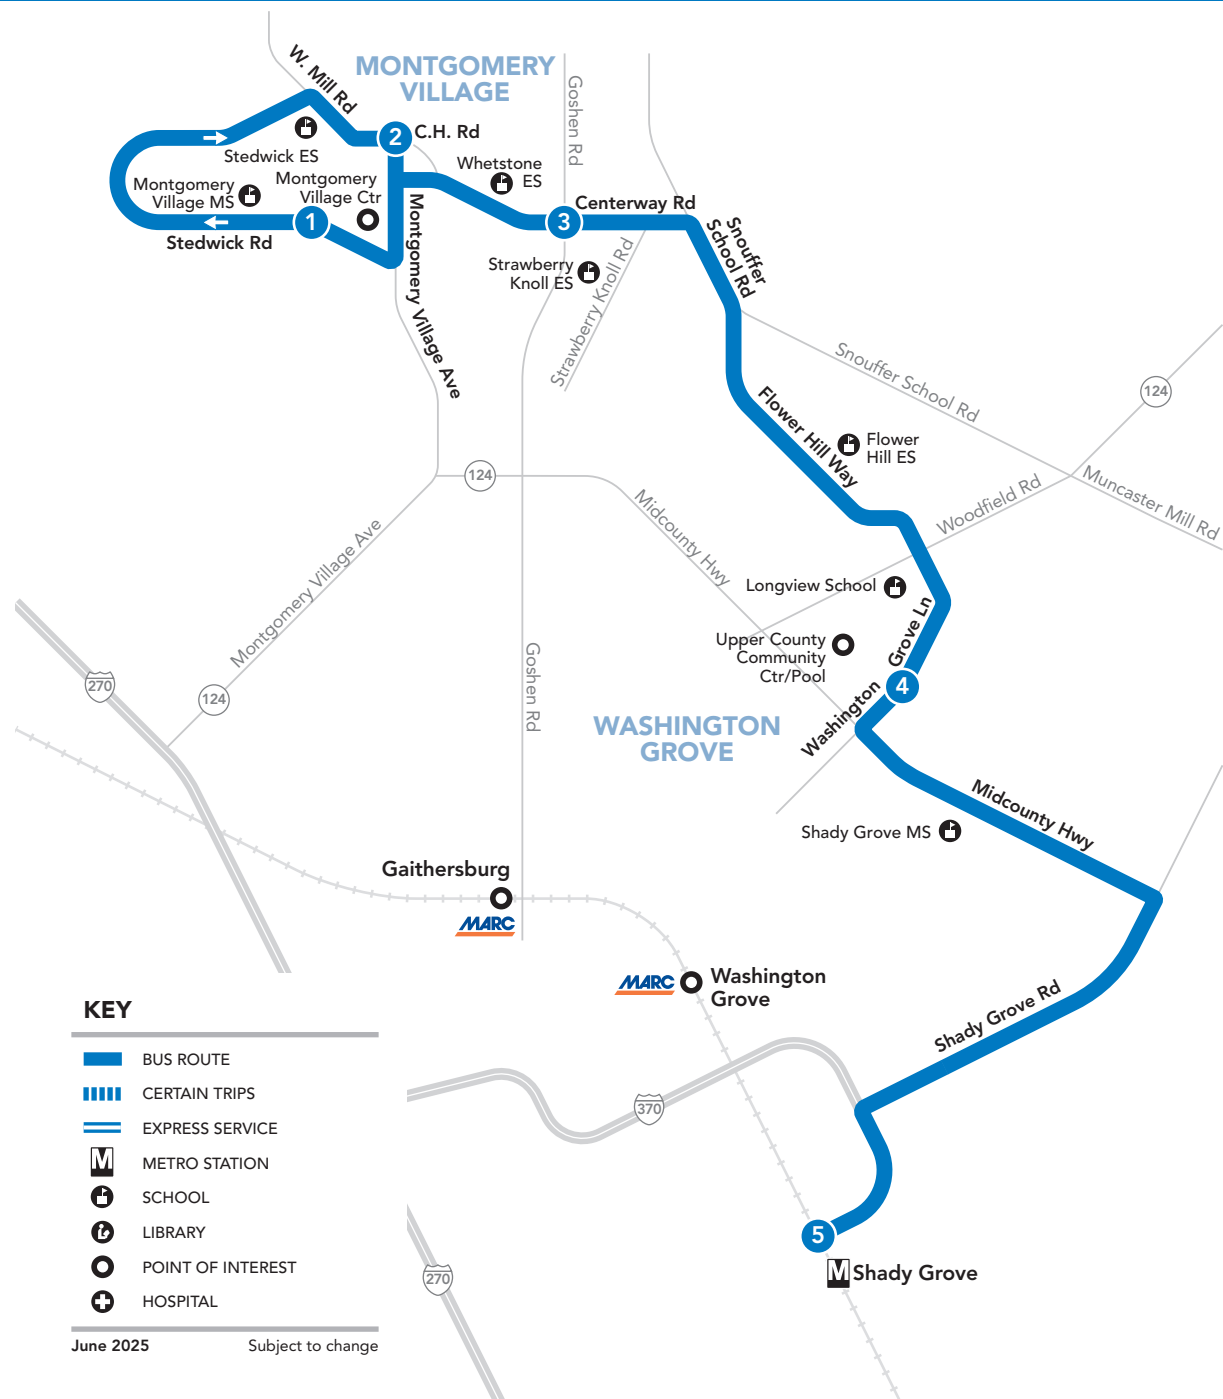 W. Mill Rd
MONTGOMERY
VILLAGE
Goshen Rd
2
C.H. Rd
Stedwick ES
Whetstone
ES
Montgomery
Village MS
Montgomery
Village Ctr
1
Stedwick Rd
Montgomery Village Ave
3
Centerway Rd
Snouffer
School Rd
Strawberry
Knoll ES
Strawberry Knoll Rd
Snouffer School Rd
124
Flower Hill Way
Flower
Hill ES
124
Midcounty Hwy
Woodfield Rd
Muncaster Mill Rd
Montgomery Village Ave
Longview School
Grove Ln
Washington
Upper County
Community
Ctr/Pool
4
270
124
Goshen Rd
WASHINGTON
GROVE
Midcounty Hwy
Shady Grove MS
Gaithersburg
MARC
MARC
Washington
Grove
Shady Grove Rd
370
5
M
Shady Grove
270
KEY
BUS ROUTE
CERTAIN TRIPS
EXPRESS SERVICE
M
METRO STATION
SCHOOL
LIBRARY
POINT OF INTEREST
HOSPITAL
June 2025
Subject to change